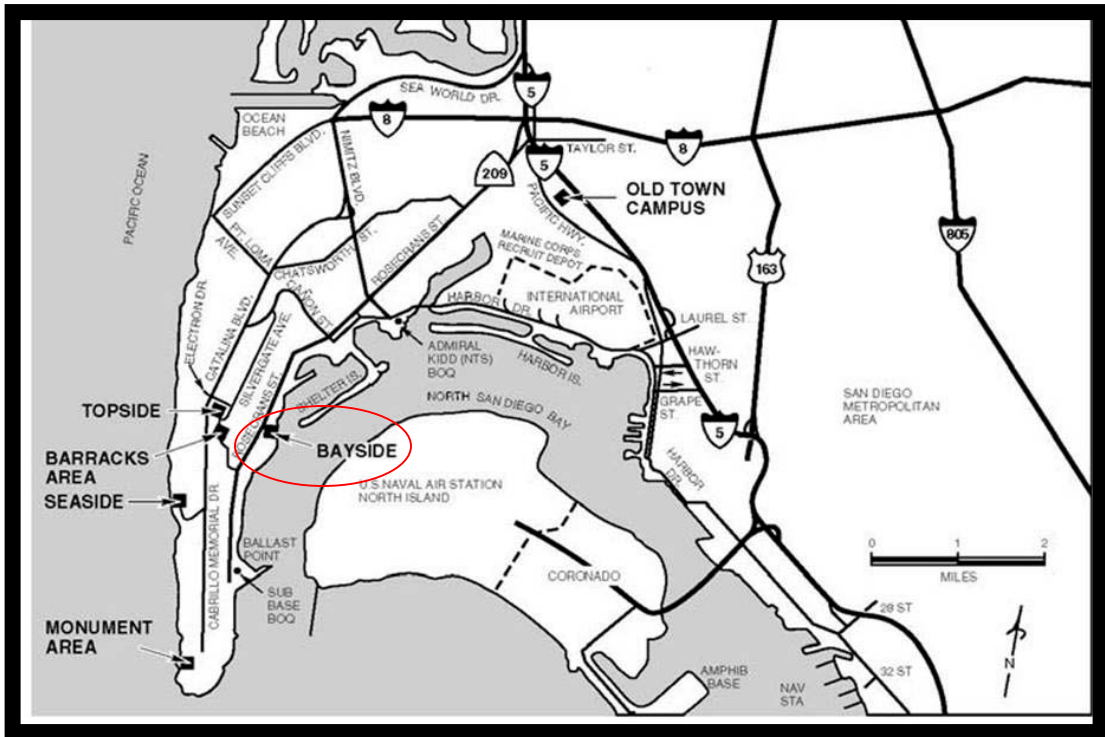 SEA WORLD DR.
5
OCEAN
BEACH
8
NIMITZ BLVD.
SUNSET CLIFFS BLVD.
PACIFIC OCEAN
209
5
TAYLOR ST.
8
OLD TOWN
CAMPUS
PACIFIC HWY.
805
163
PT. LOMA
AVE.
CHATSWORTH ST.
ROSECRANS ST.
CANON ST.
MARINE CORPS
RECRUIT DEPOT
INTERNATIONAL
AIRPORT
HARBOR DR.
LAUREL ST.
HAW-
THORN
ST.
GRAPE
ST.
5
ELECTRON DR.
CATALINA BLVD.
SILVERGATE AVE.
ROSECRANS ST.
ADMIRAL
KIDD (NTS)
BOQ
HARBOR IS.
SHELTER IS.
NORTH SAN DIEGO BAY
SAN DIEGO
METROPOLITAN
AREA
TOPSIDE
BARRACKS
AREA
SEASIDE
BAYSIDE
U.S.NAVAL AIR STATION
NORTH ISLAND
HARBOR
DR.
CABRILLO MEMORIAL DR.
BALLAST
POINT
SUB
BASE
BOQ
CORONADO
0 1 2
MILES
MONUMENT
AREA
28 ST
32 ST
N
AMPHIB
BASE
NAV
STA